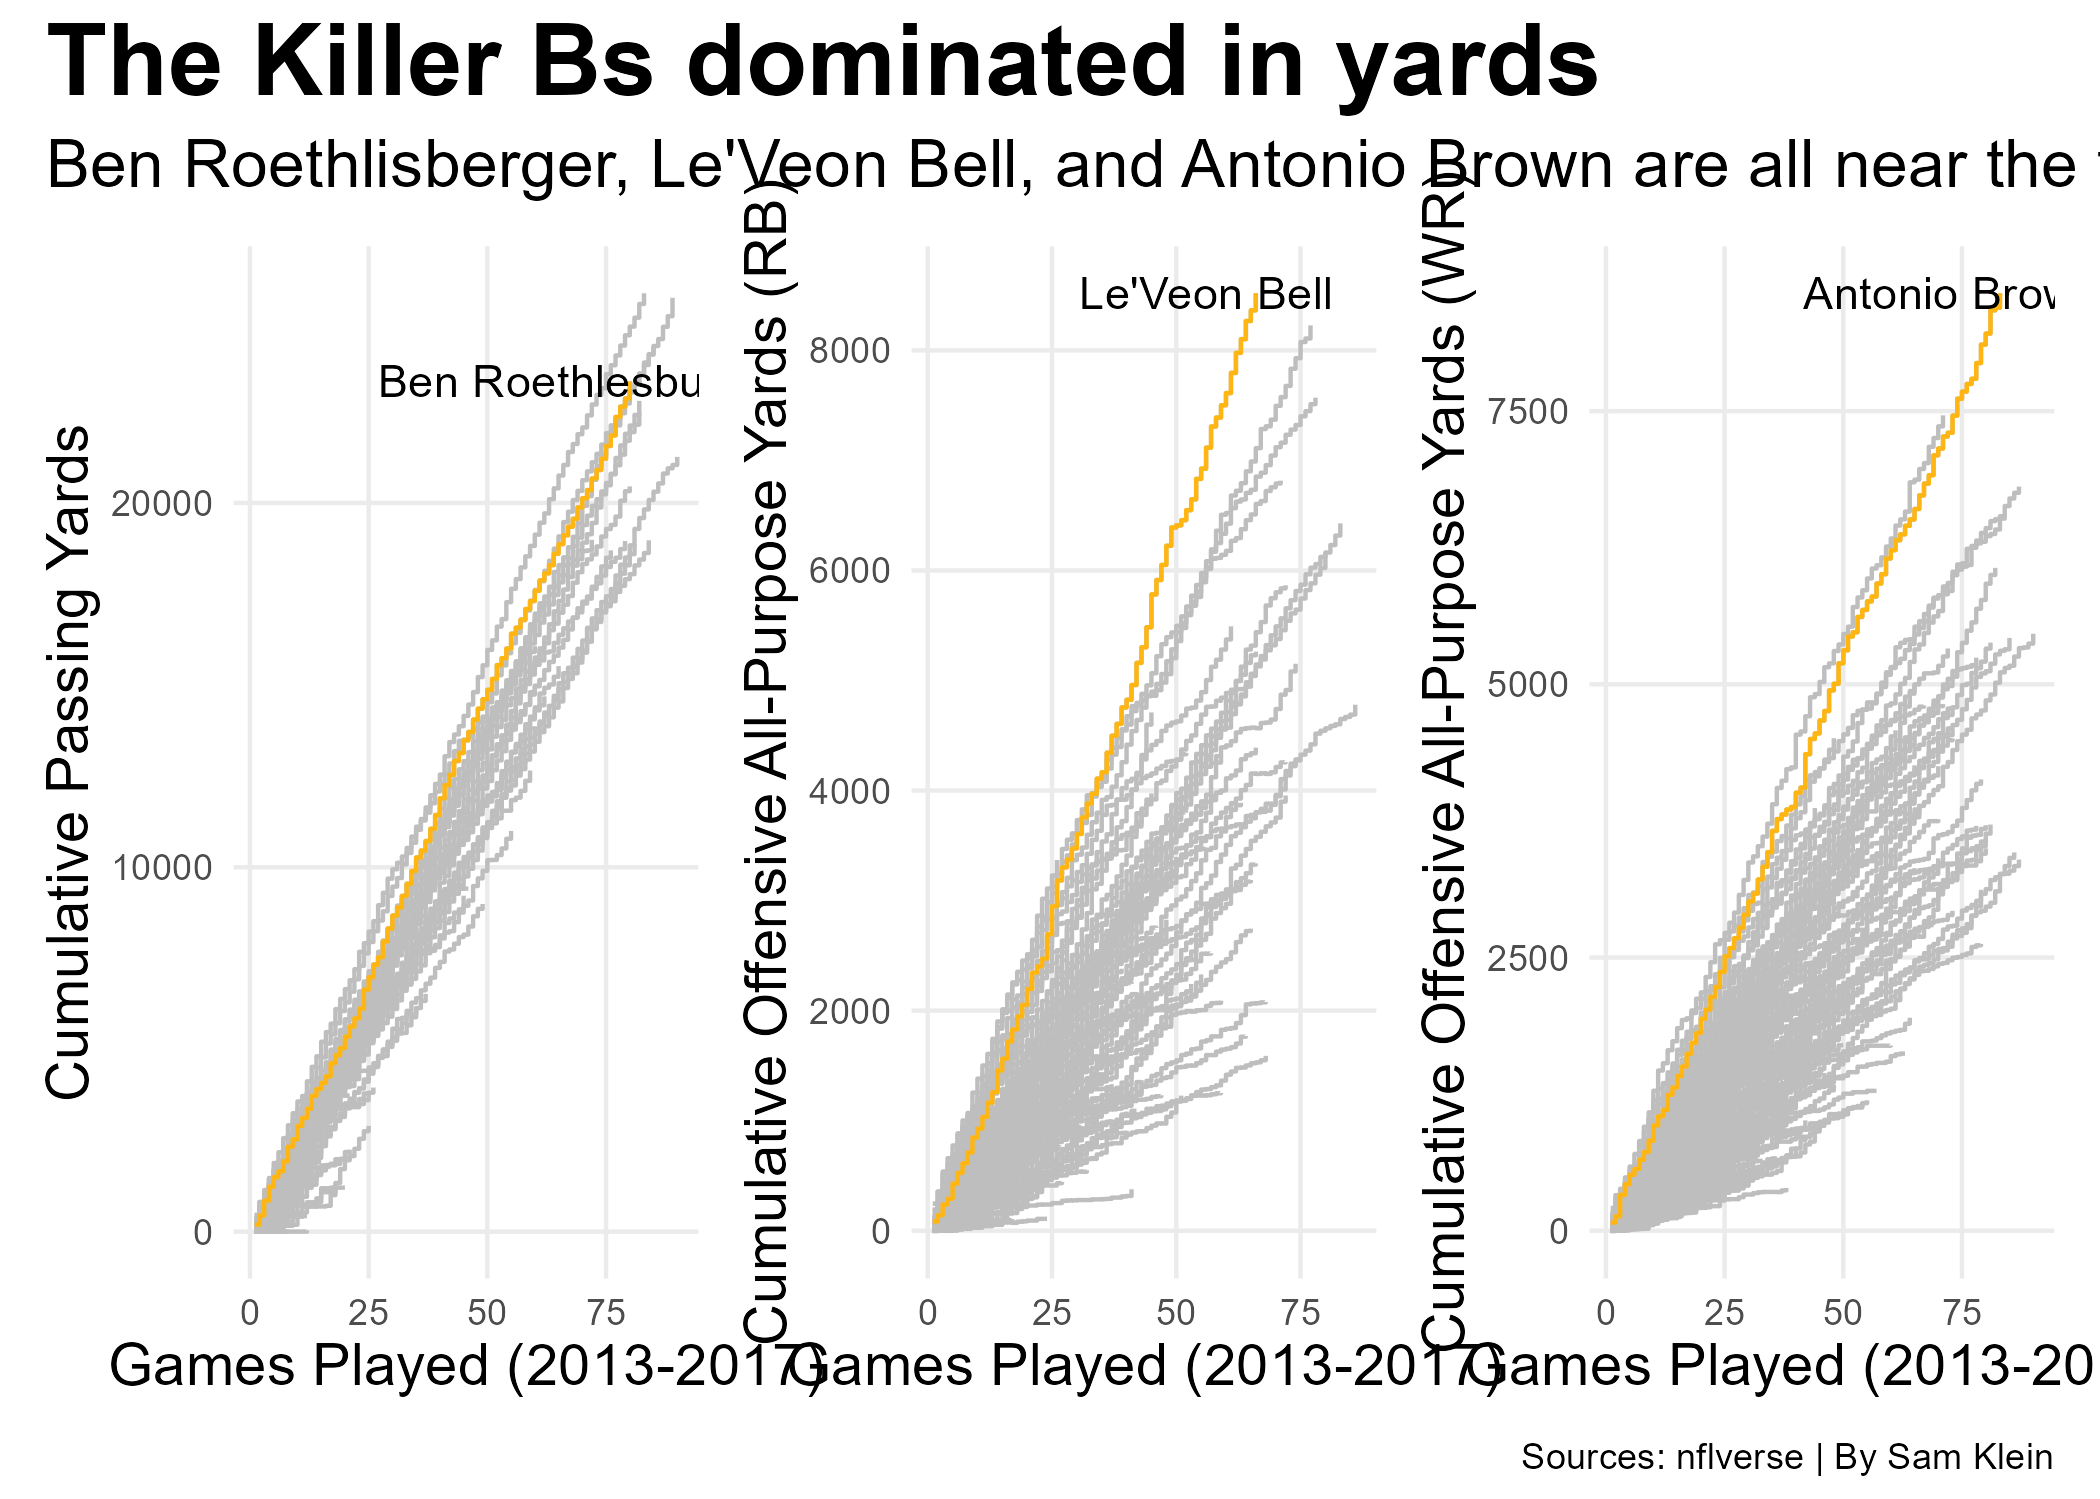 The Killer Bs dominated in yards
Ben Roethlisberger, Le'Veon Bell, and Antonio Brown are all near the
Cumulative Passing Yards
20000
10000
0
Ben Roethlesbu
0 25 50 75
Games Played (2013-2017)
Cumulative Offensive All-Purpose Yards (RB)
8000
6000
4000
2000
0
Le'Veon Bell
0 25 50 75
Games Played (2013-2017)
Cumulative Offensive All-Purpose Yards (WR)
7500
5000
2500
0
Antonio Brow
0 25 50 75
Games Played (2013-20
Sources: nflverse | By Sam Klein